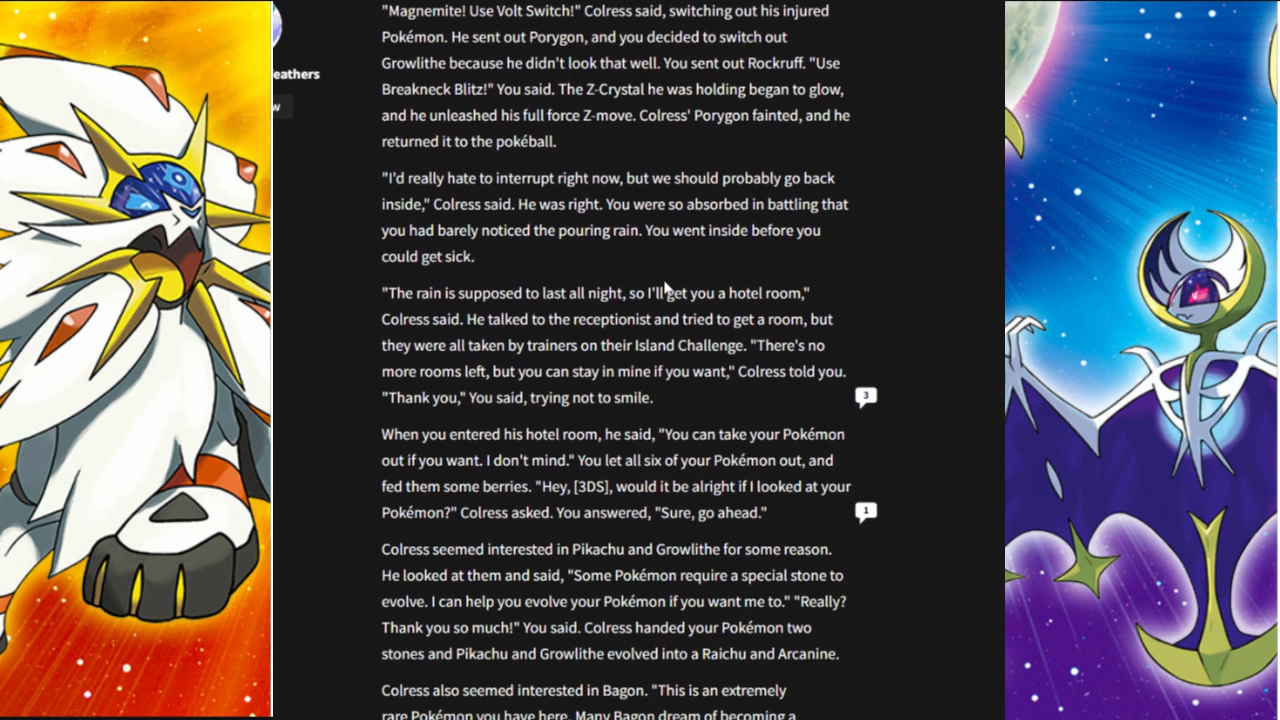 "Magnemite! Use Volt Switch!" Colress said, switching out his injured
Pokémon. He sent out Porygon, and you decided to switch out
Growlithe because he didn't look that well. You sent out Rockruff. "Use
Breakneck Blitz!" You said. The Z-Crystal he was holding began to glow,
and he unleashed his full force Z-move. Colress' Porygon fainted, and he
returned it to the pokéball.
eathers
w
"I'd really hate to interrupt right now, but we should probably go back
inside," Colress said. He was right. You were so absorbed in battling that
you had barely noticed the pouring rain. You went inside before you
could get sick.
"The rain is supposed to last all night, so I'll get you a hotel room,"
Colress said. He talked to the receptionist and tried to get a room, but
they were all taken by trainers on their Island Challenge. "There's no
more rooms left, but you can stay in mine if you want," Colress told you.
"Thank you," You said, trying not to smile.
3
When you entered his hotel room, he said, "You can take your Pokémon
out if you want. I don't mind." You let all six of your Pokémon out, and
fed them some berries. "Hey, [3DS], would it be alright if I looked at your
Pokémon?" Colress asked. You answered, "Sure, go ahead."
1
Colress seemed interested in Pikachu and Growlithe for some reason.
He looked at them and said, "Some Pokémon require a special stone to
evolve. I can help you evolve your Pokémon if you want me to." "Really?
Thank you so much!" You said. Colress handed your Pokémon two
stones and Pikachu and Growlithe evolved into a Raichu and Arcanine.
Colress also seemed interested in Bagon. "This is an extremely
rare Pokémon you have here. Many Bagon dream of becoming a